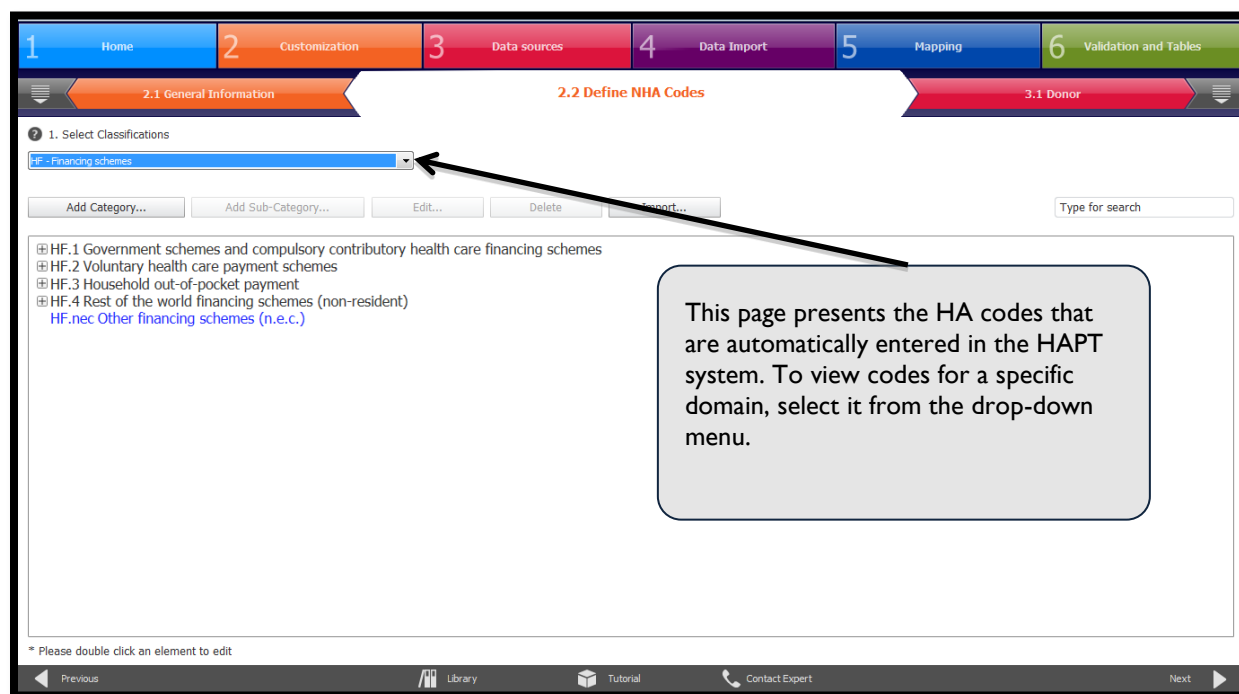 1 Home 2 Customization 3 Data sources 4 Data Import 5 Mapping 6 Validation and Tables
2.1 General Information 2.2 Define NHA Codes 3.1 Donor
? 1. Select Classifications
HF - Financing schemes
Add Category... Add Sub-Category... Edit... Delete Import... Type for search
HF.1 Government schemes and compulsory contributory health care financing schemes
HF.2 Voluntary health care payment schemes
HF.3 Household out-of-pocket payment
HF.4 Rest of the world financing schemes (non-resident)
HF.nec Other financing schemes (n.e.c.)
This page presents the HA codes that
are automatically entered in the HAPT
system. To view codes for a specific
domain, select it from the drop-down
menu.
* Please double click an element to edit
Previous Library Tutorial Contact Expert Next